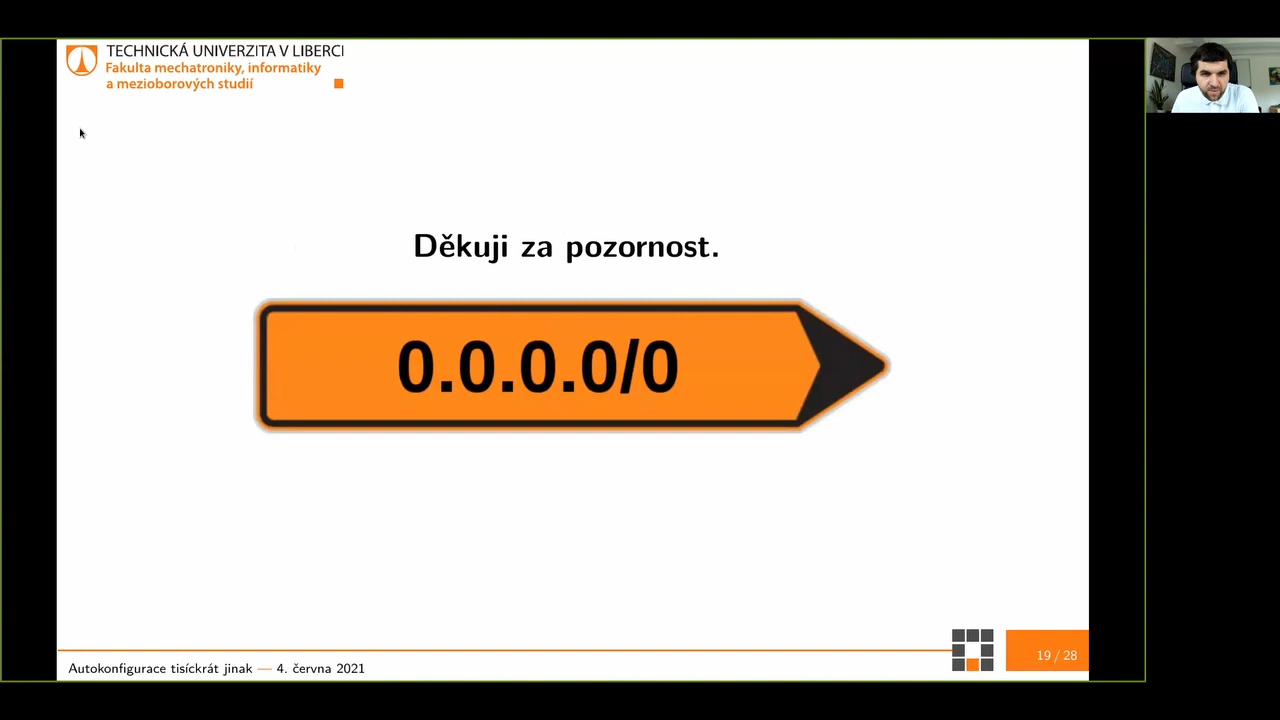 TECHNICKÁ UNIVERZITA V LIBERCI
Fakulta mechatroniky, informatiky
a mezioborových studií
Děkuji za pozornost.
0.0.0.0/0
Autokonfigurace tisíckrát jinak — 4. června 2021
19 / 28